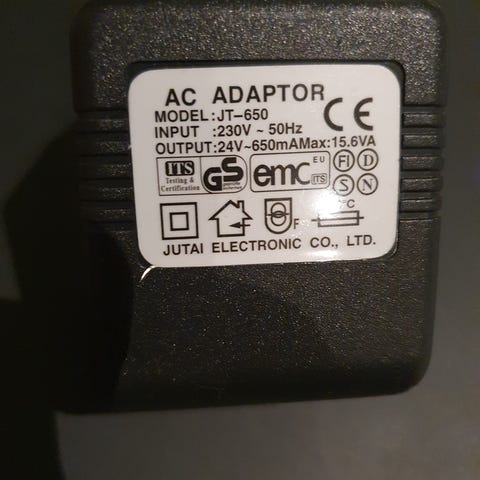 AC ADAPTOR
CE
MODEL:JT-650
INPUT :230V ~ 50Hz
OUTPUT:24V~650mAMax:15.6VA
ITS
Testing &
Certification
GS
emc
EU
ITS
FI D
S N
F
C
JUTAI ELECTRONIC CO., LTD.